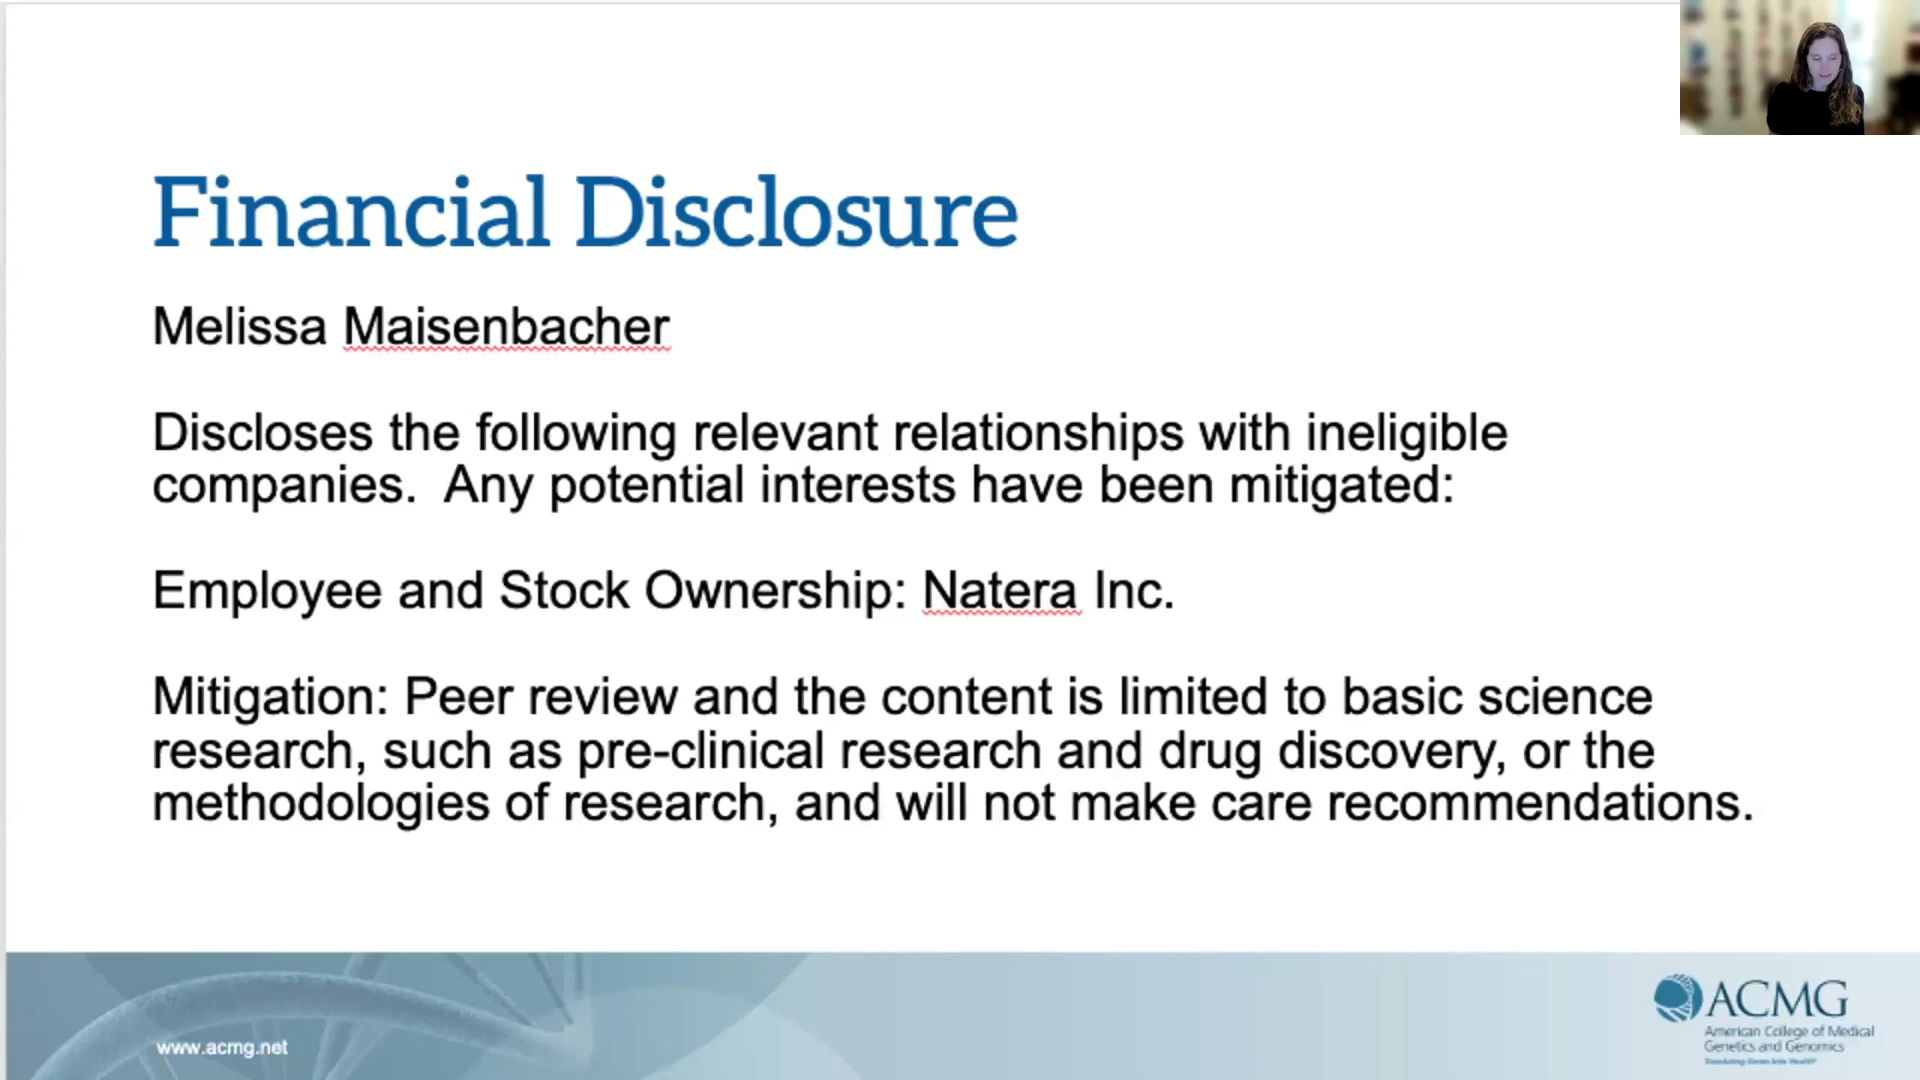 Financial Disclosure
Melissa Maisenbacher
Discloses the following relevant relationships with ineligible
companies.  Any potential interests have been mitigated:
Employee and Stock Ownership: Natera Inc.
Mitigation: Peer review and the content is limited to basic science
research, such as pre-clinical research and drug discovery, or the
methodologies of research, and will not make care recommendations.
www.acmg.net
ACMG
American College of Medical
Genetics and Genomics